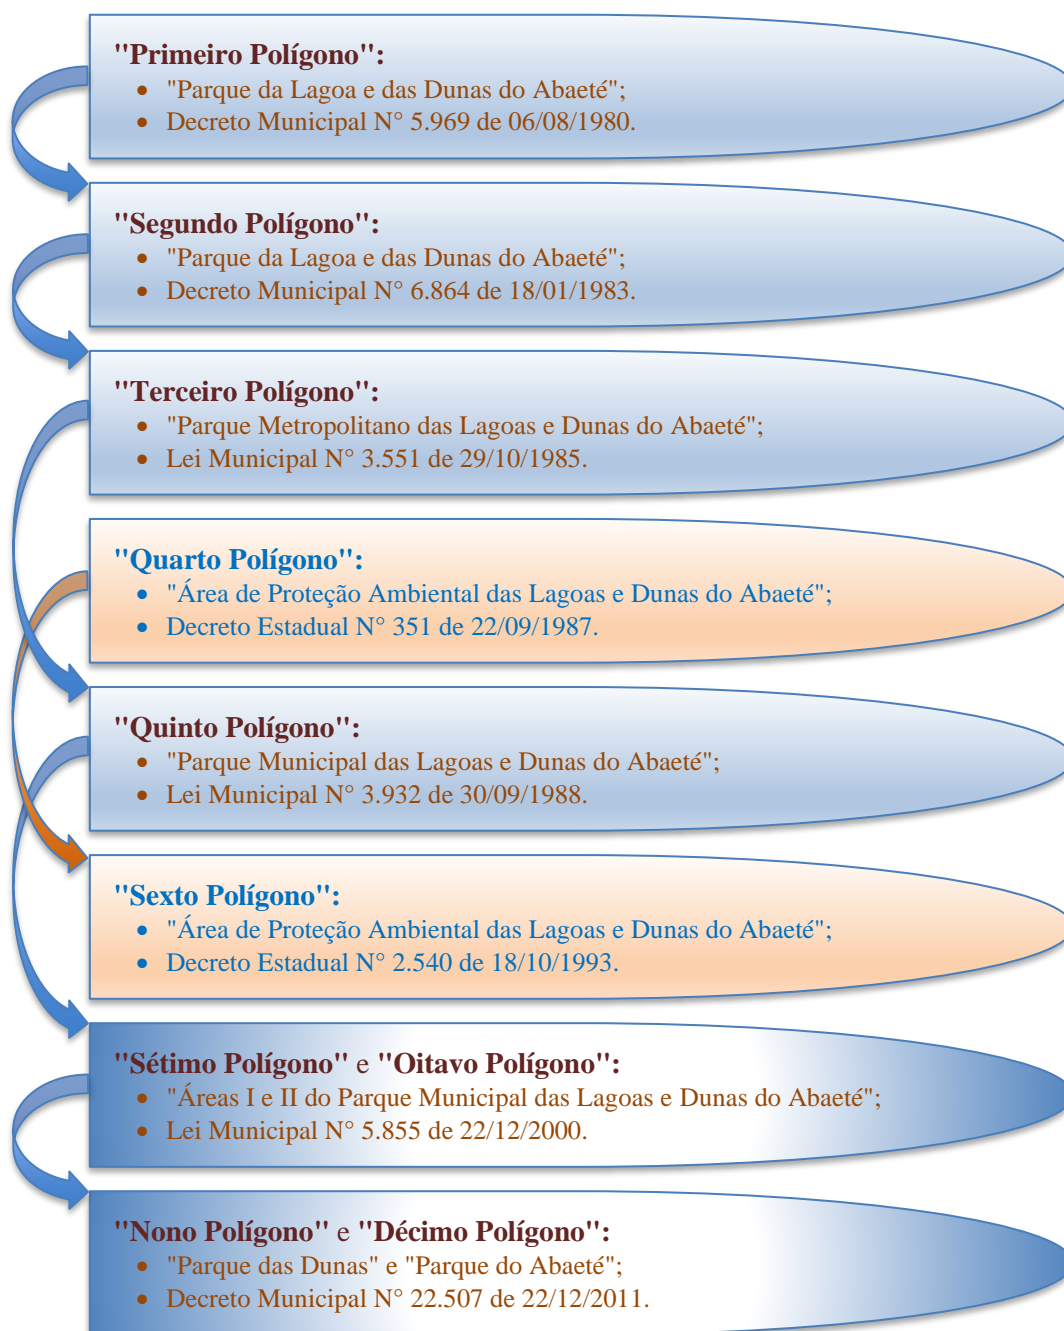 "Primeiro Polígono":
• "Parque da Lagoa e das Dunas do Abaeté";
• Decreto Municipal N° 5.969 de 06/08/1980.
"Segundo Polígono":
• "Parque da Lagoa e das Dunas do Abaeté";
• Decreto Municipal N° 6.864 de 18/01/1983.
"Terceiro Polígono":
• "Parque Metropolitano das Lagoas e Dunas do Abaeté";
• Lei Municipal N° 3.551 de 29/10/1985.
"Quarto Polígono":
• "Área de Proteção Ambiental das Lagoas e Dunas do Abaeté";
• Decreto Estadual N° 351 de 22/09/1987.
"Quinto Polígono":
• "Parque Municipal das Lagoas e Dunas do Abaeté";
• Lei Municipal N° 3.932 de 30/09/1988.
"Sexto Polígono":
• "Área de Proteção Ambiental das Lagoas e Dunas do Abaeté";
• Decreto Estadual N° 2.540 de 18/10/1993.
"Sétimo Polígono" e "Oitavo Polígono":
• "Áreas I e II do Parque Municipal das Lagoas e Dunas do Abaeté";
• Lei Municipal N° 5.855 de 22/12/2000.
"Nono Polígono" e "Décimo Polígono":
• "Parque das Dunas" e "Parque do Abaeté";
• Decreto Municipal N° 22.507 de 22/12/2011.